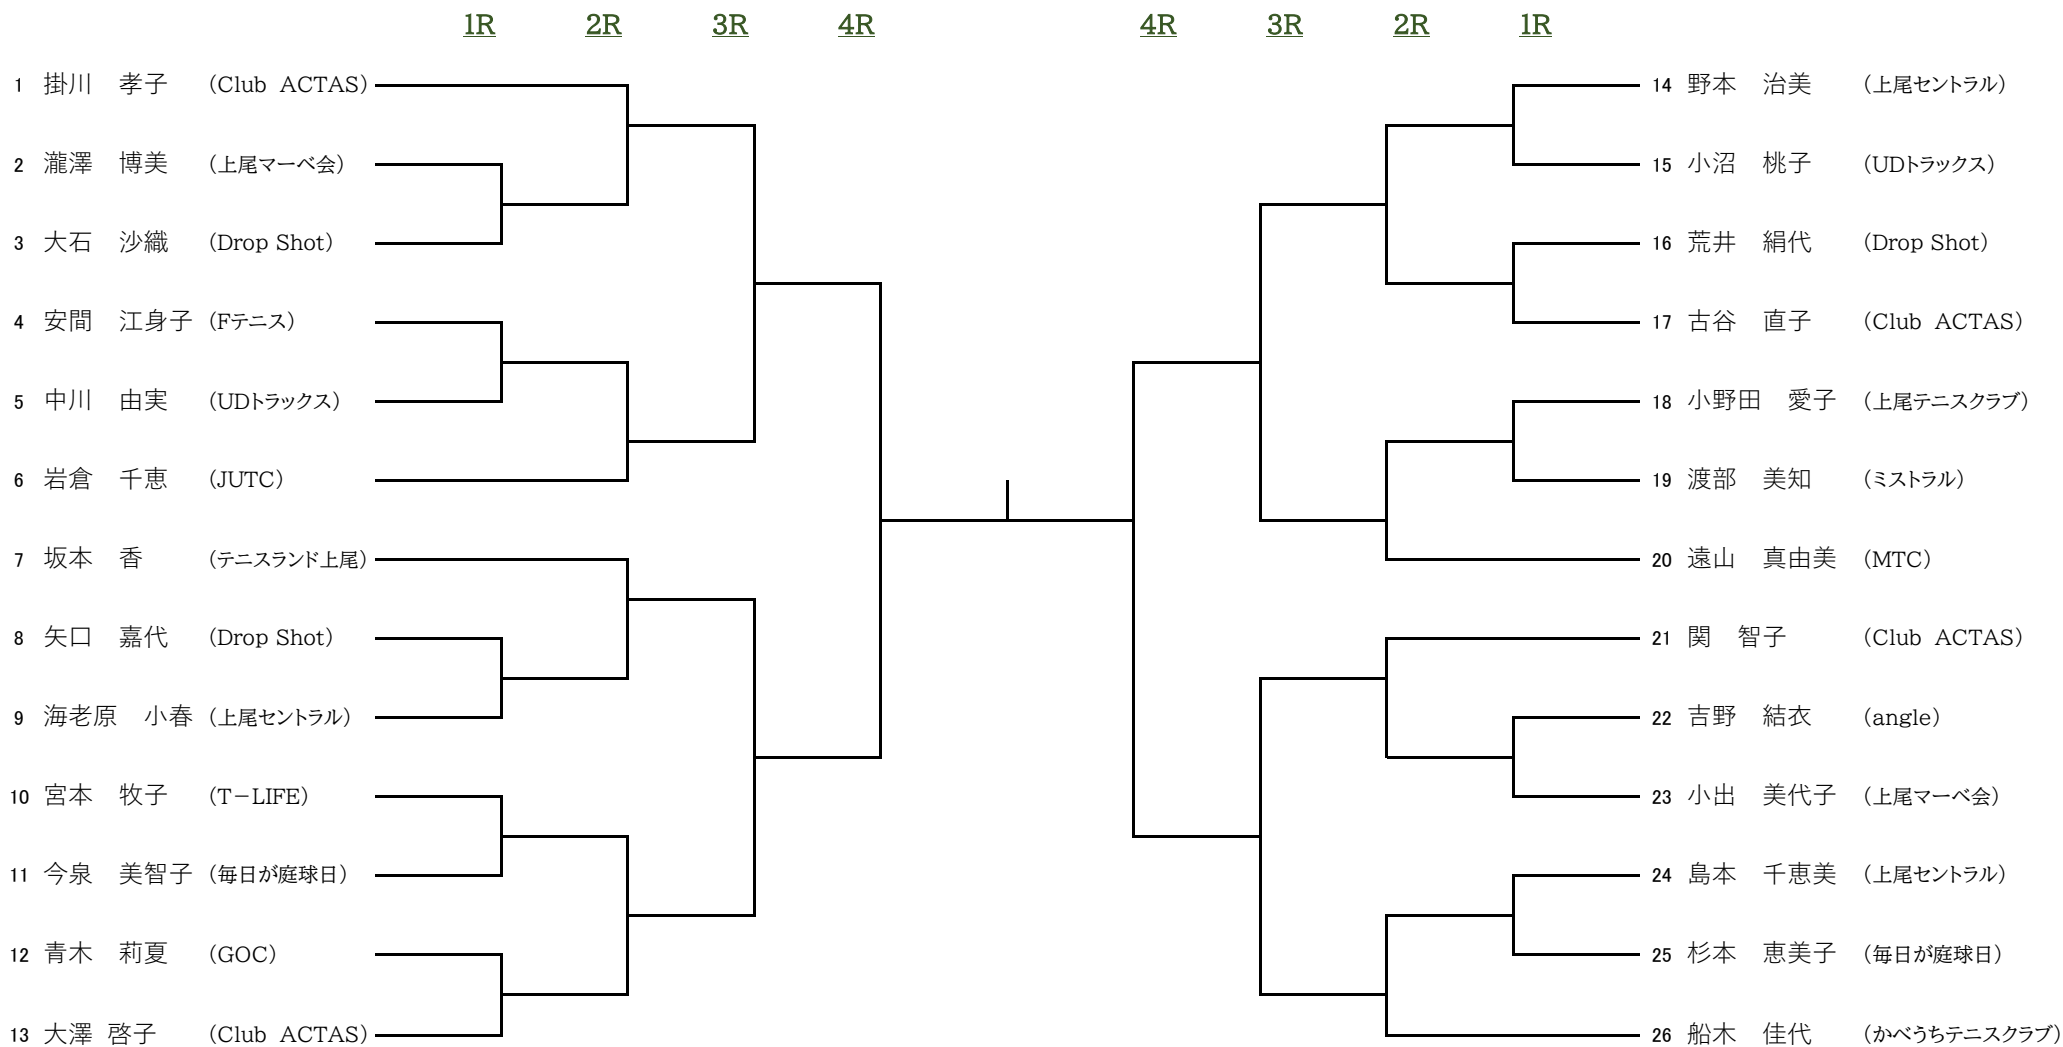 1R 2R 3R 4R 4R 3R 2R 1R
1 掛川　孝子 (Club ACTAS)
2 瀧澤　博美 (上尾マーベ会)
3 大石　沙織 (Drop Shot)
4 安間　江身子 (Fテニス)
5 中川　由実 (UDトラックス)
6 岩倉　千恵 (JUTC)
7 坂本　香 (テニスランド上尾)
8 矢口　嘉代 (Drop Shot)
9 海老原　小春 (上尾セントラル)
10 宮本　牧子 (T－LIFE)
11 今泉　美智子 (毎日が庭球日)
12 青木　莉夏 (GOC)
13 大澤 啓子 (Club ACTAS)
14 野本　治美 (上尾セントラル)
15 小沼　桃子 (UDトラックス)
16 荒井　絹代 (Drop Shot)
17 古谷　直子 (Club ACTAS)
18 小野田　愛子 (上尾テニスクラブ)
19 渡部　美知 (ミストラル)
20 遠山　真由美 (MTC)
21 関　智子 (Club ACTAS)
22 吉野　結衣 (angle)
23 小出　美代子 (上尾マーベ会)
24 島本　千恵美 (上尾セントラル)
25 杉本　恵美子 (毎日が庭球日)
26 船木　佳代 (かべうちテニスクラブ)